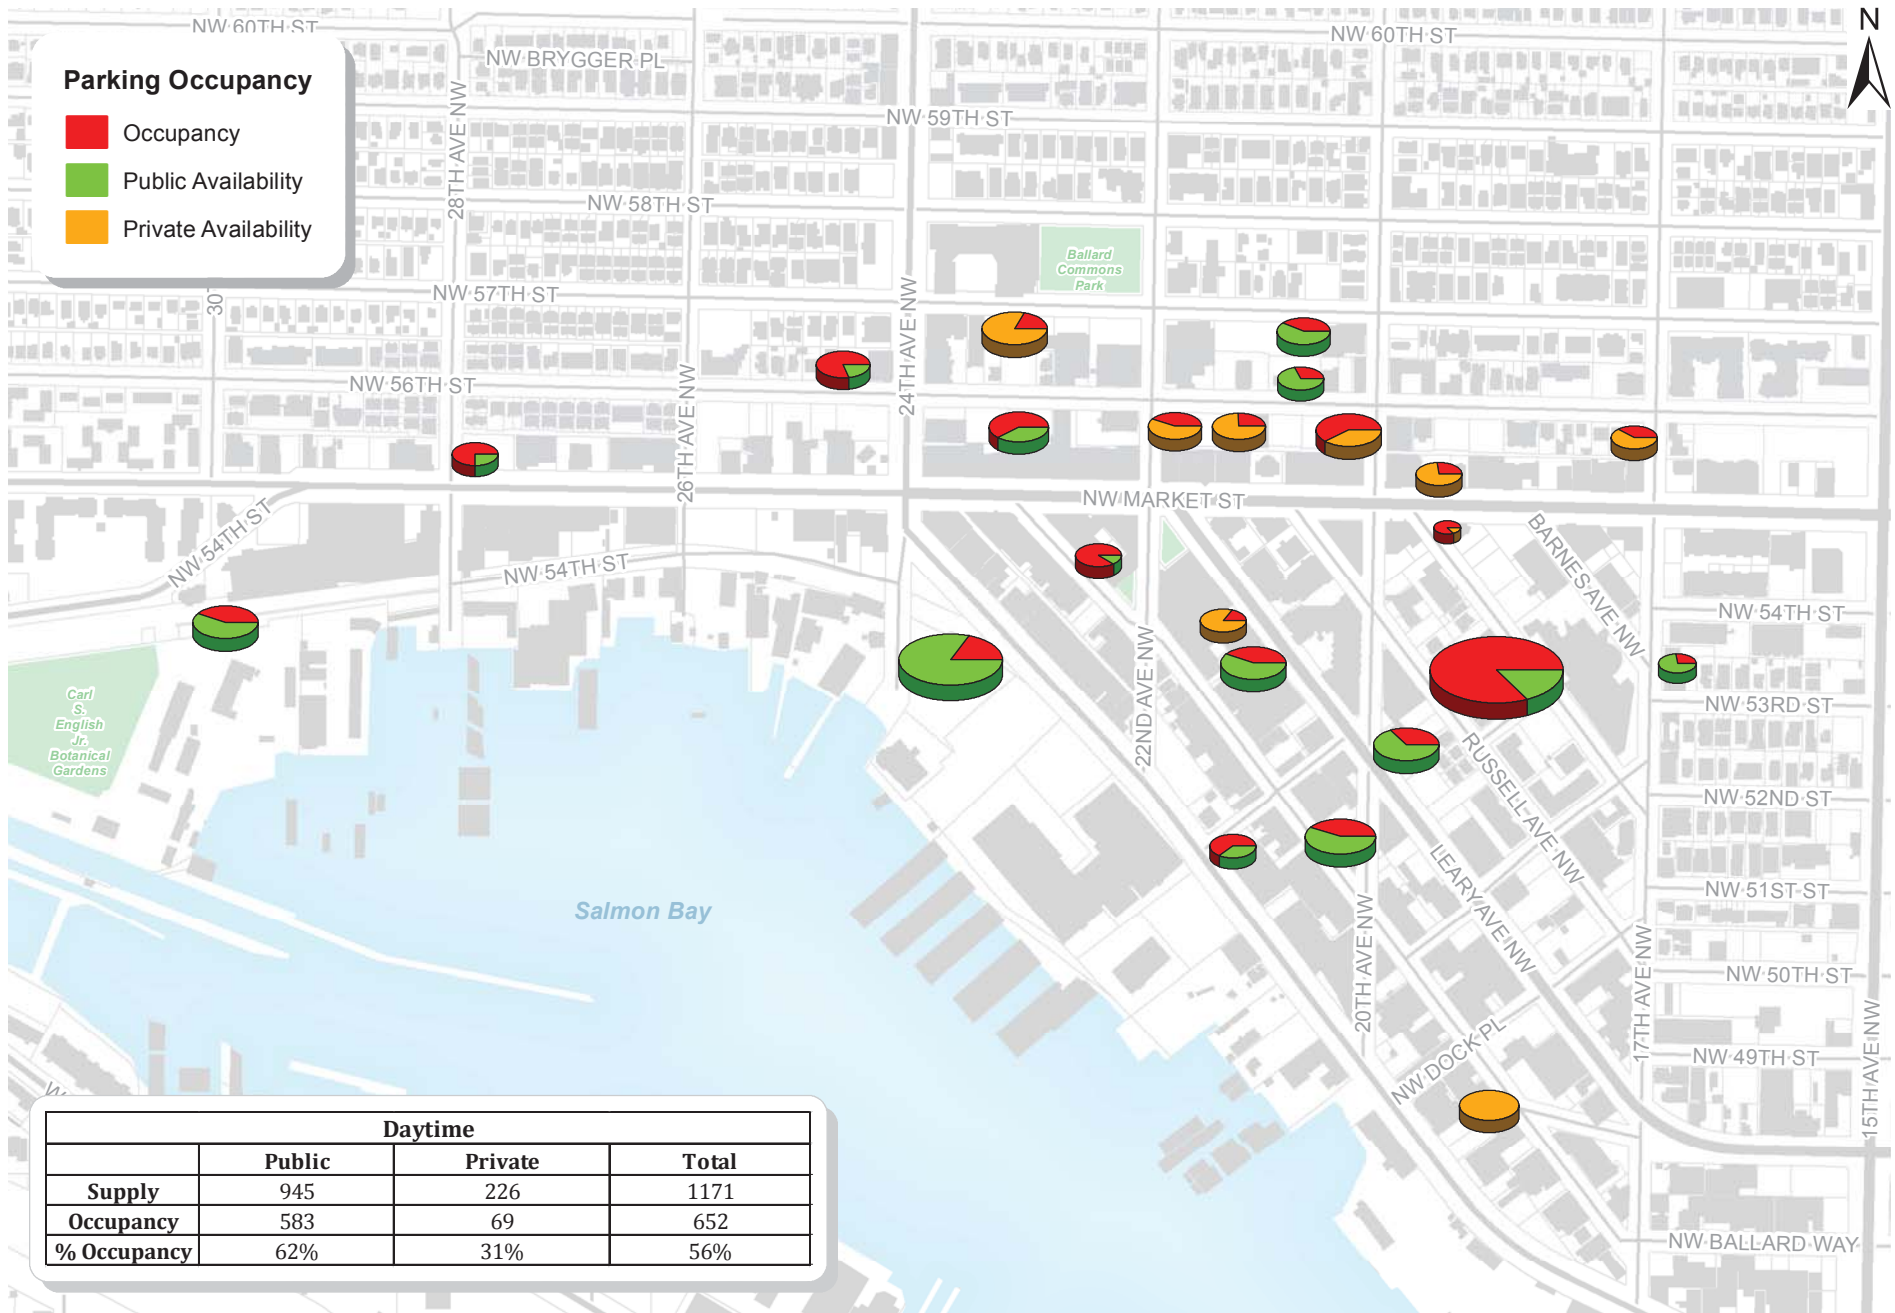 NW 60TH ST
NW 60TH ST
N
NW BRYGGER PL
Parking Occupancy
Occupancy
Public Availability
Private Availability
NW 59TH ST
28TH AVE NW
NW 58TH ST
Ballard
Commons
Park
NW 57TH ST
30
24TH AVE NW
NW 56TH ST
26TH AVE NW
NW MARKET ST
NW 54TH ST
NW 54TH ST
BARNES AVE NW
NW 54TH ST
22ND AVE NW
Carl
S.
English
Jr.
Botanical
Gardens
NW 53RD ST
RUSSELL AVE NW
NW 52ND ST
LEARY AVE NW
NW 51ST ST
Salmon Bay
20TH AVE NW
17TH AVE NW
NW 50TH ST
15TH AVE NW
NW DOCK PL
NW 49TH ST
W
NW BALLARD WAY
Daytime
Public Private Total
Supply 945 226 1171
Occupancy 583 69 652
% Occupancy 62% 31% 56%